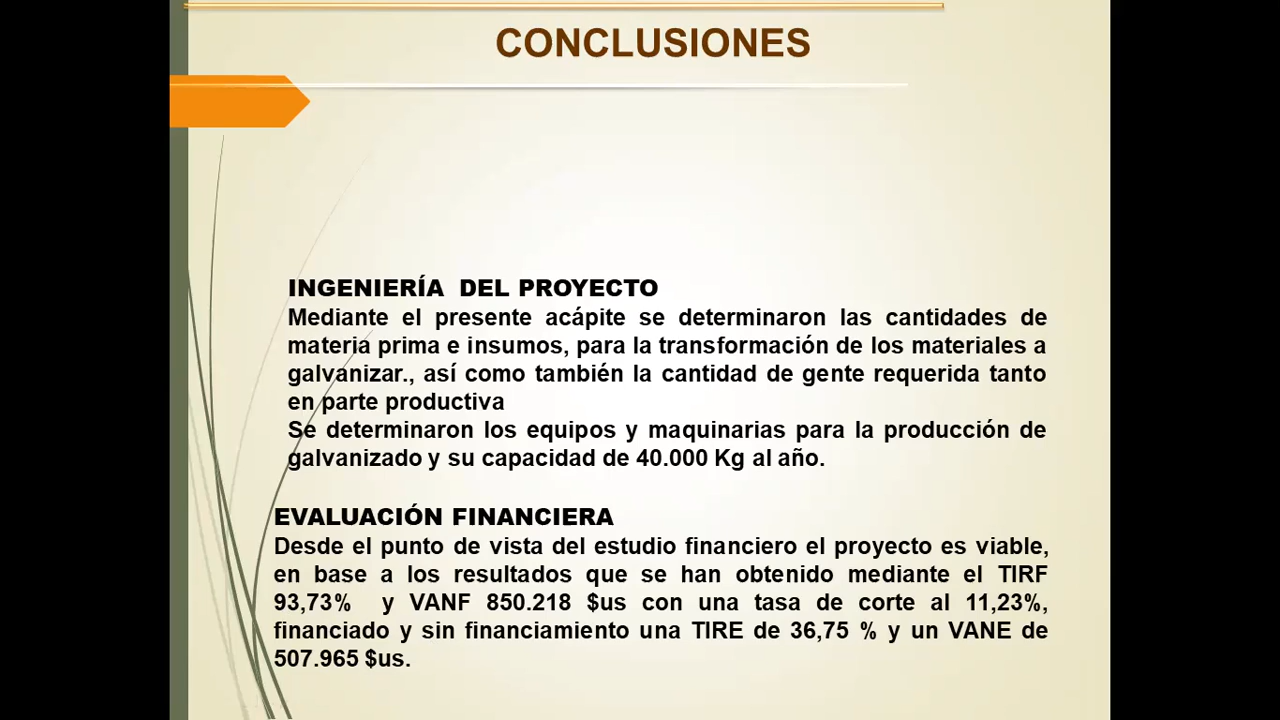 CONCLUSIONES
INGENIERÍA DEL PROYECTO
Mediante el presente acápite se determinaron las cantidades de
materia prima e insumos, para la transformación de los materiales a
galvanizar., así como también la cantidad de gente requerida tanto
en parte productiva
Se determinaron los equipos y maquinarias para la producción de
galvanizado y su capacidad de 40.000 Kg al año.
EVALUACIÓN FINANCIERA
Desde el punto de vista del estudio financiero el proyecto es viable,
en base a los resultados que se han obtenido mediante el TIRF
93,73% y VANF 850.218 $us con una tasa de corte al 11,23%,
financiado y sin financiamiento una TIRE de 36,75 % y un VANE de
507.965 $us.